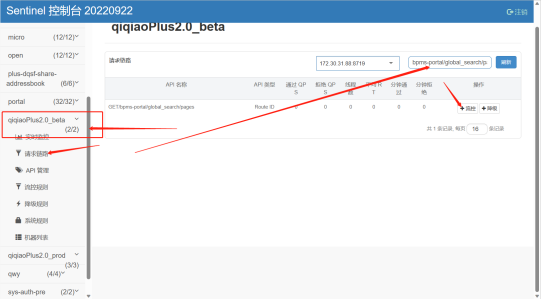 Sentinel 控制台 20220922
注销
qiqiaoPlus2.0_beta
micro (12/12)
open (12/12)
plus-dqsf-share-addressbook (6/6)
portal (32/32)
qiqiaoPlus2.0_beta (2/2)
实时监控
请求链路
API 管理
流控规则
降级规则
系统规则
机器列表
qiqiaoPlus2.0_prod (3/3)
qwy (4/4)
sys-auth-pre (2/2)
请求链路
172.30.31.88:8719
bpms-portal/global_search/p
刷新
API 名称 API 类型 通过 QPS 拒绝 QPS 线程数 平均 RT 分钟通过 分钟拒绝 操作
GET/bpms-portal/global_search/pages Route ID 0 0 0 0 0 0 流控 降级
共 1 条记录, 每页 16 条记录